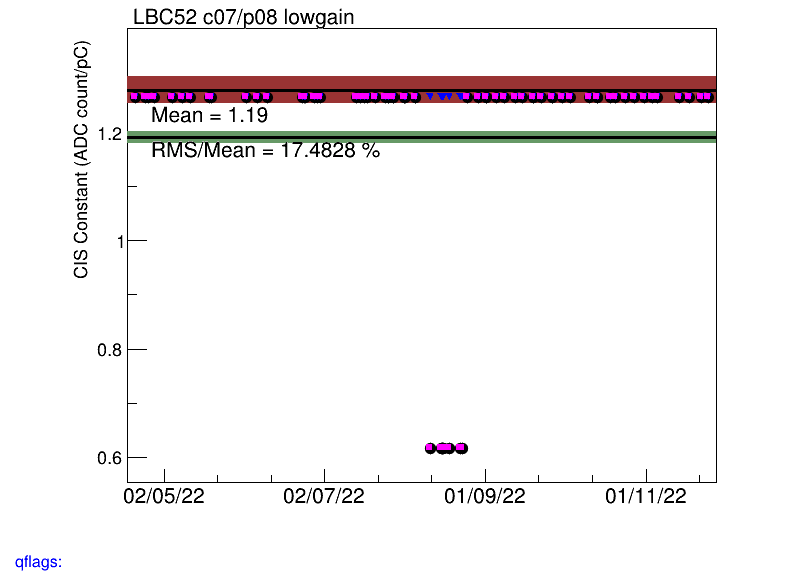 LBC52 c07/p08 lowgain
CIS Constant (ADC count/pC)
Mean = 1.19
1.2
RMS/Mean = 17.4828 %
1
0.8
0.6
02/05/22 02/07/22 01/09/22 01/11/22
qflags: